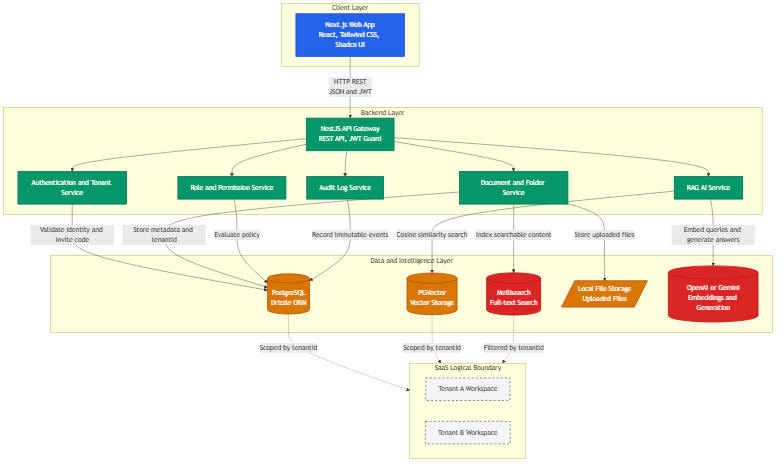 Client Layer
Next.js Web App
React, Tailwind CSS,
Shadcn UI
HTTP REST
JSON and JWT
Backend Layer
NestJS API Gateway
REST API, JWT Guard
Authentication and Tenant
Service
Role and Permission Service
Audit Log Service
Document and Folder
Service
RAG AI Service
Validate identity and
invite code
Store metadata and
tenantId
Evaluate policy
Record immutable events
Cosine similarity search
Index searchable content
Store uploaded files
Embed queries and
generate answers
Data and Intelligence Layer
PostgreSQL
Drizzle ORM
PGVector
Vector Storage
Meilisearch
Full-text Search
Local File Storage
Uploaded Files
OpenAI or Gemini
Embeddings and
Generation
Scoped by tenantId
Scoped by tenantId
Filtered by tenantId
SaaS Logical Boundary
Tenant A Workspace
Tenant B Workspace